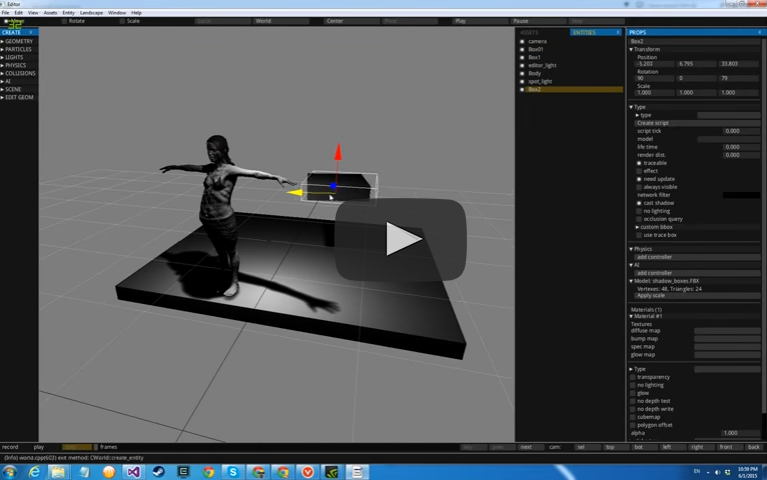 Editor
File Edit View Assets Entity Landscape Window Help
Rotate Scale World Center Play Pause
CREATE
GEOMETRY
PARTICLES
LIGHTS
PHYSICS
COLLISIONS
AI
SCENE
EDIT GEOM
ASSETS ENTITIES
camera
Box01
Box1
editor_light
Body
spot_light
Box2
PROPS
Box2
Transform
Position
-5.203 6.795 33.803
Rotation
90 0 79
Scale
1.000 1.000 1.000
Type
type
Create script
script tick 0.000
model
life time 0.000
render dist. 0.000
traceable
effect
need update
always visible
network filter
cast shadow
no lighting
occlusion query
custom bbox
use trace box
Physics
add controller
AI
add controller
Model: shadow_boxes.FBX
Vertexes: 48, Triangles: 24
Apply scale
Materials (1)
Material #1
Textures
diffuse map
bump map
spec map
glow map
Type
transparency
no lighting
glow
no depth test
no depth write
cubemap
polygon offset
alpha 1.000
record play frames next cam: sel top bot left right front back
(Info) world.cpp(603) exit method: CWorld::create_entity
EN 10:59 PM
6/1/2015